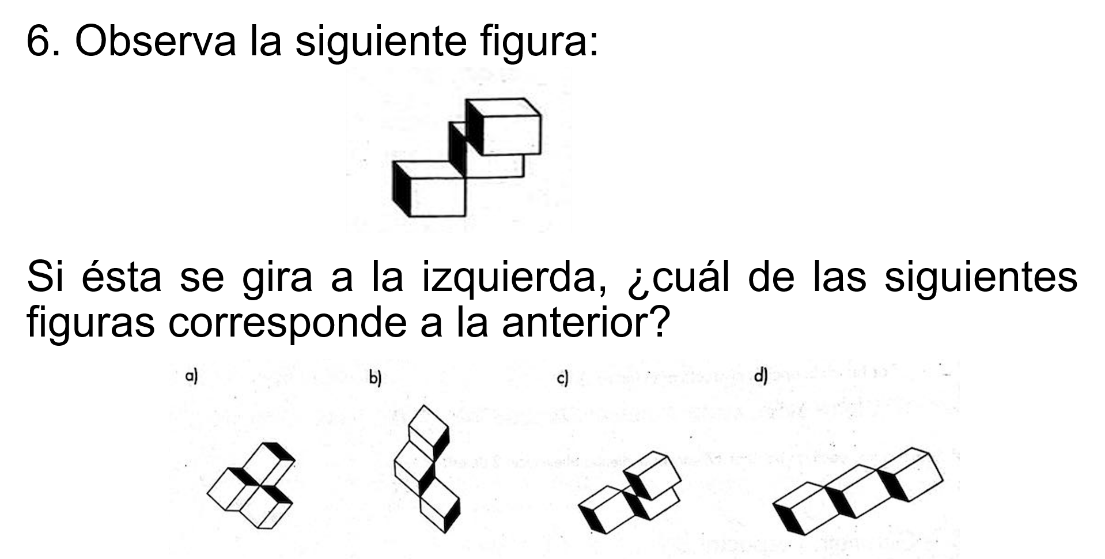 6. Observa la siguiente figura:
Si ésta se gira a la izquierda, ¿cuál de las siguientes
figuras corresponde a la anterior?
a) b) c) d)